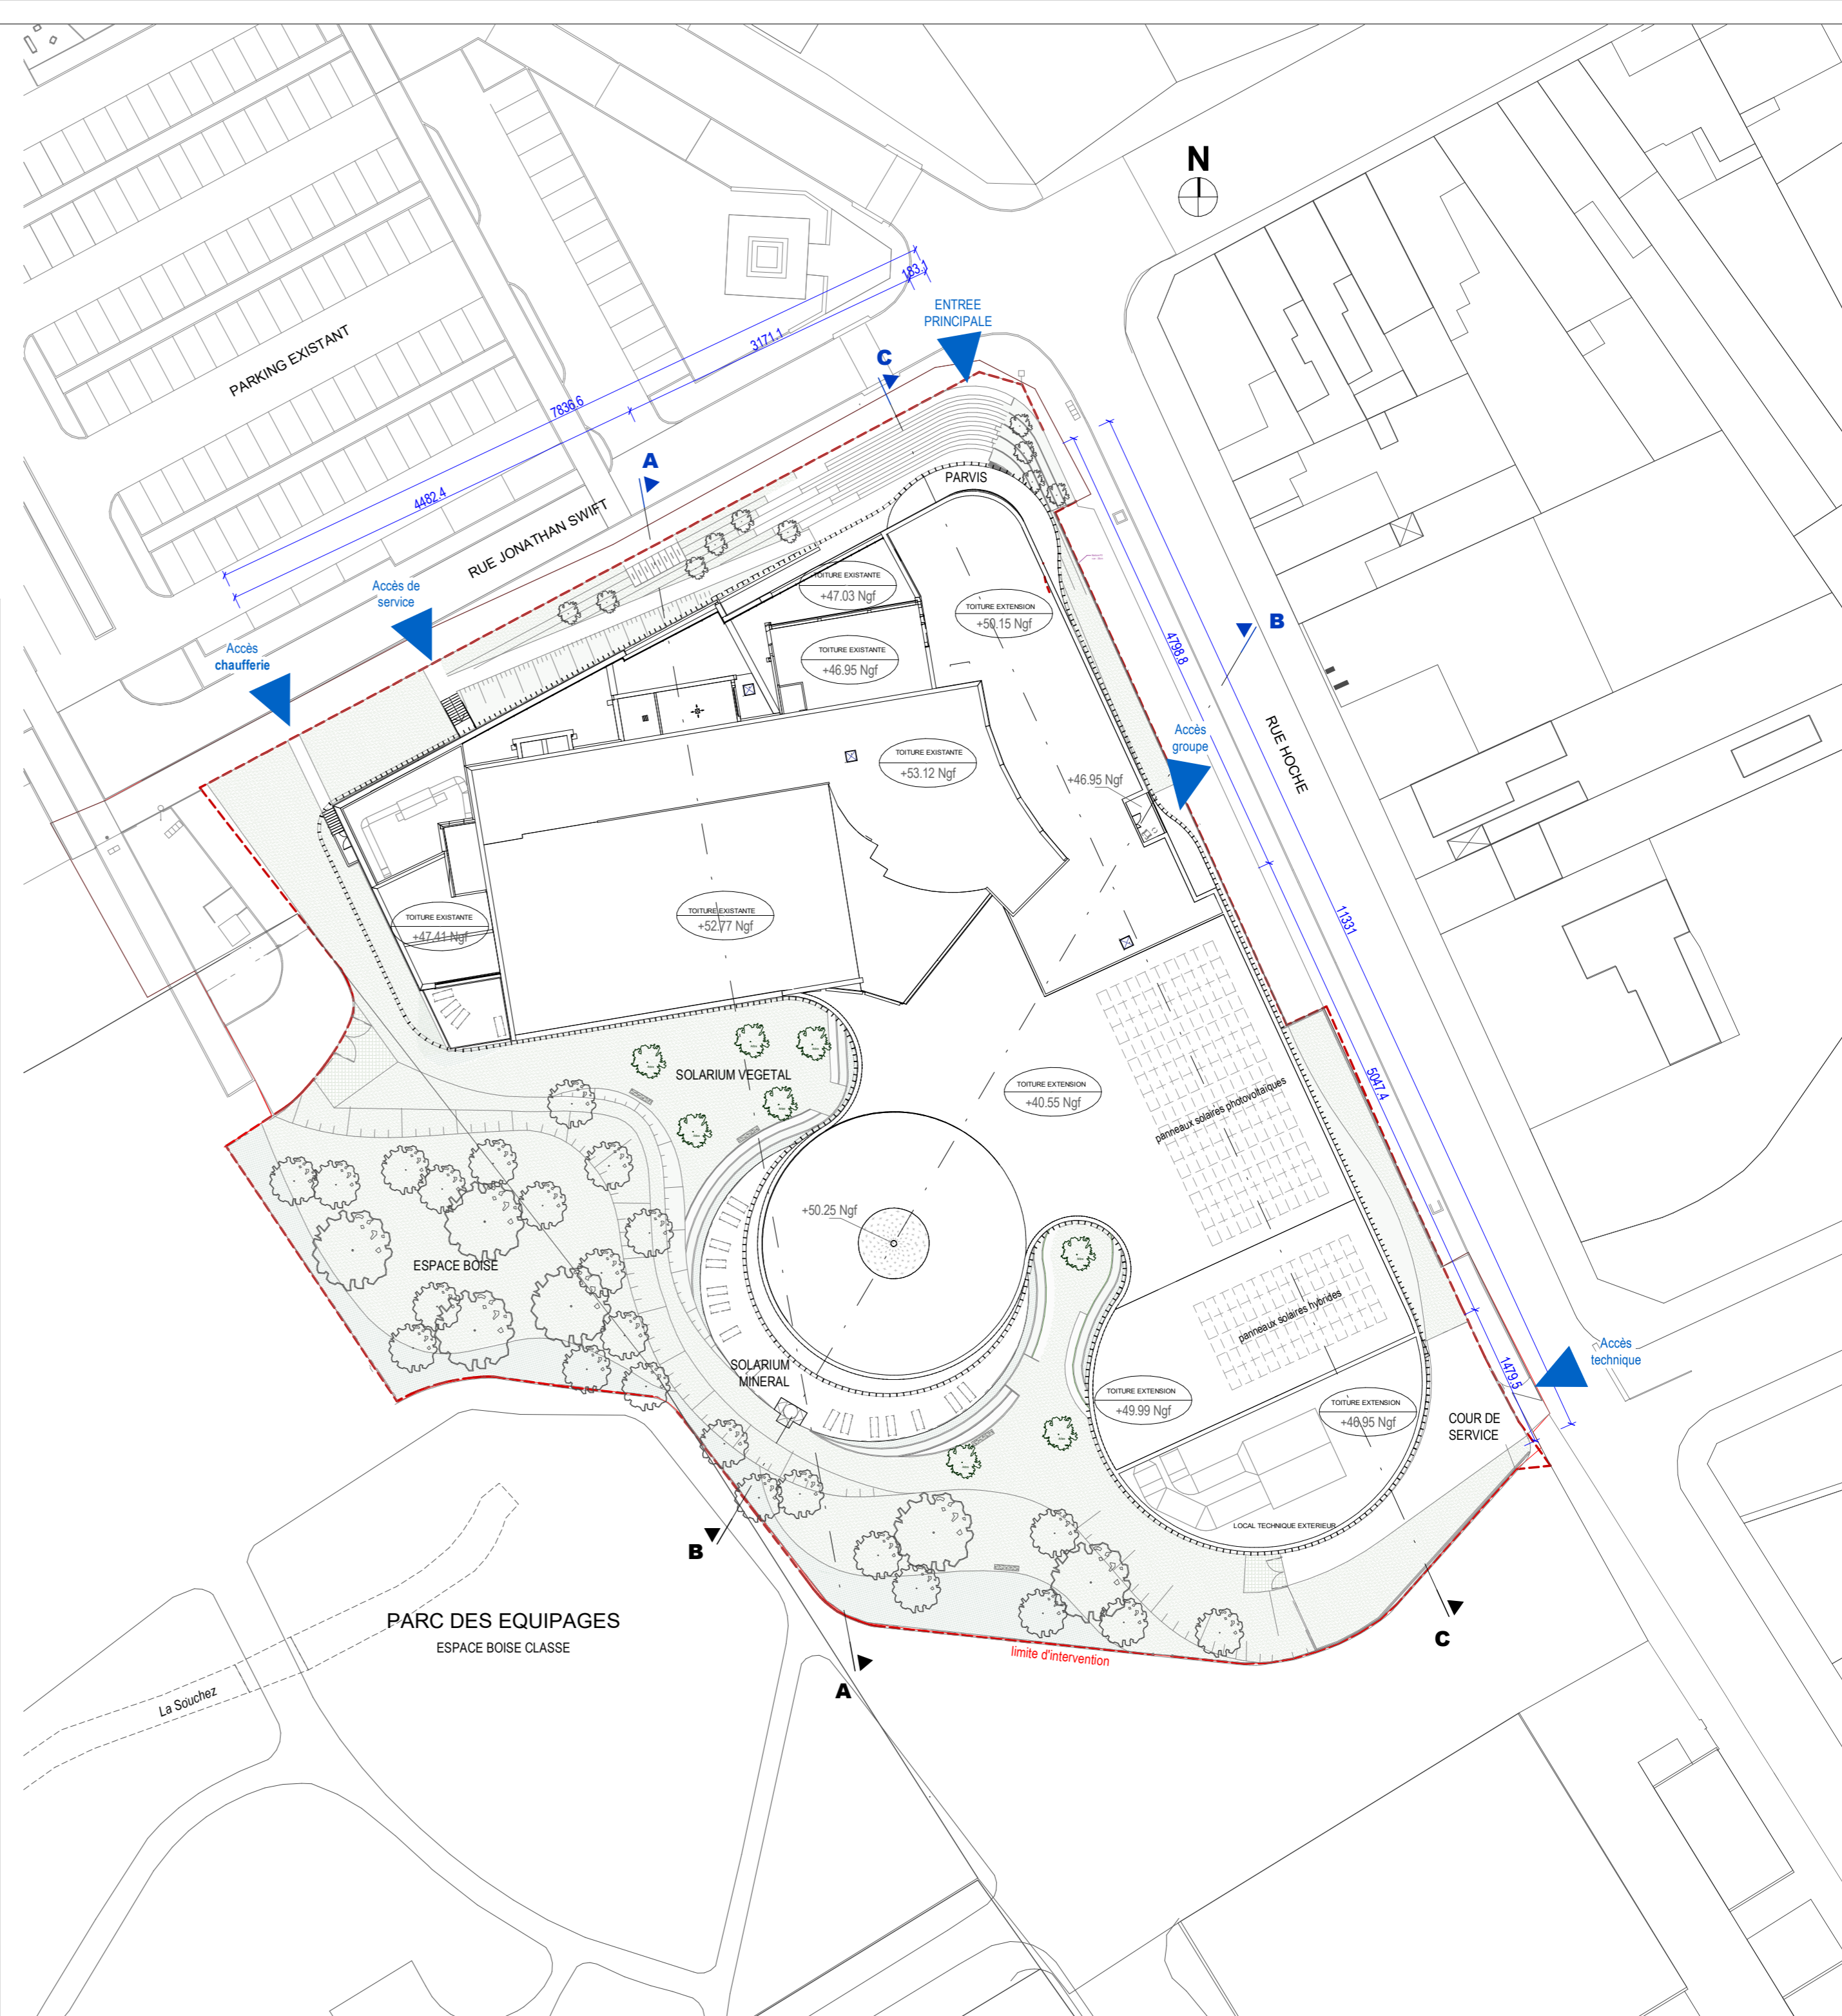 N
183.1
ENTREE
PRINCIPALE
3171.1
PARKING EXISTANT
C
7836.6
A
4482.4
PARVIS
RUE JONATHAN SWIFT
Accès de
service
TOITURE EXISTANTE
+47.03 Ngf
TOITURE EXTENSION
+50.15 Ngf
B
4798.8
Accès
chaufferie
TOITURE EXISTANTE
+46.95 Ngf
Accès
groupe
RUE HOCHE
TOITURE EXISTANTE
+53.12 Ngf
+46.95 Ngf
TOITURE EXISTANTE
+47.41 Ngf
TOITURE EXISTANTE
+52.77 Ngf
11331
SOLARIUM VEGETAL
TOITURE EXTENSION
+40.55 Ngf
panneaux solaires photovoltaïques
5047.4
+50.25 Ngf
ESPACE BOISE
panneaux solaires hybrides
SOLARIUM
MINERAL
Accès
technique
1479.5
TOITURE EXTENSION
+49.99 Ngf
TOITURE EXTENSION
+46.95 Ngf
COUR DE
SERVICE
LOCAL TECHNIQUE EXTERIEUR
B
PARC DES EQUIPAGES
ESPACE BOISE CLASSE
C
limite d'intervention
La Souchez
A